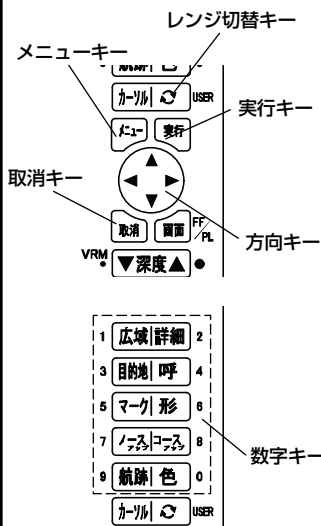 レンジ切替キー
メニューキー
カーソル USER
メニュー 実行
実行キー
取消キー
取消 画面 FF/PL
方向キー
VRM ▼深度▲
1 広域 詳細 2
3 目的地 呼 4
5 マーク 形 6
7 ノースアップ コースアップ 8
数字キー
9 航跡 色 0
カーソル USER